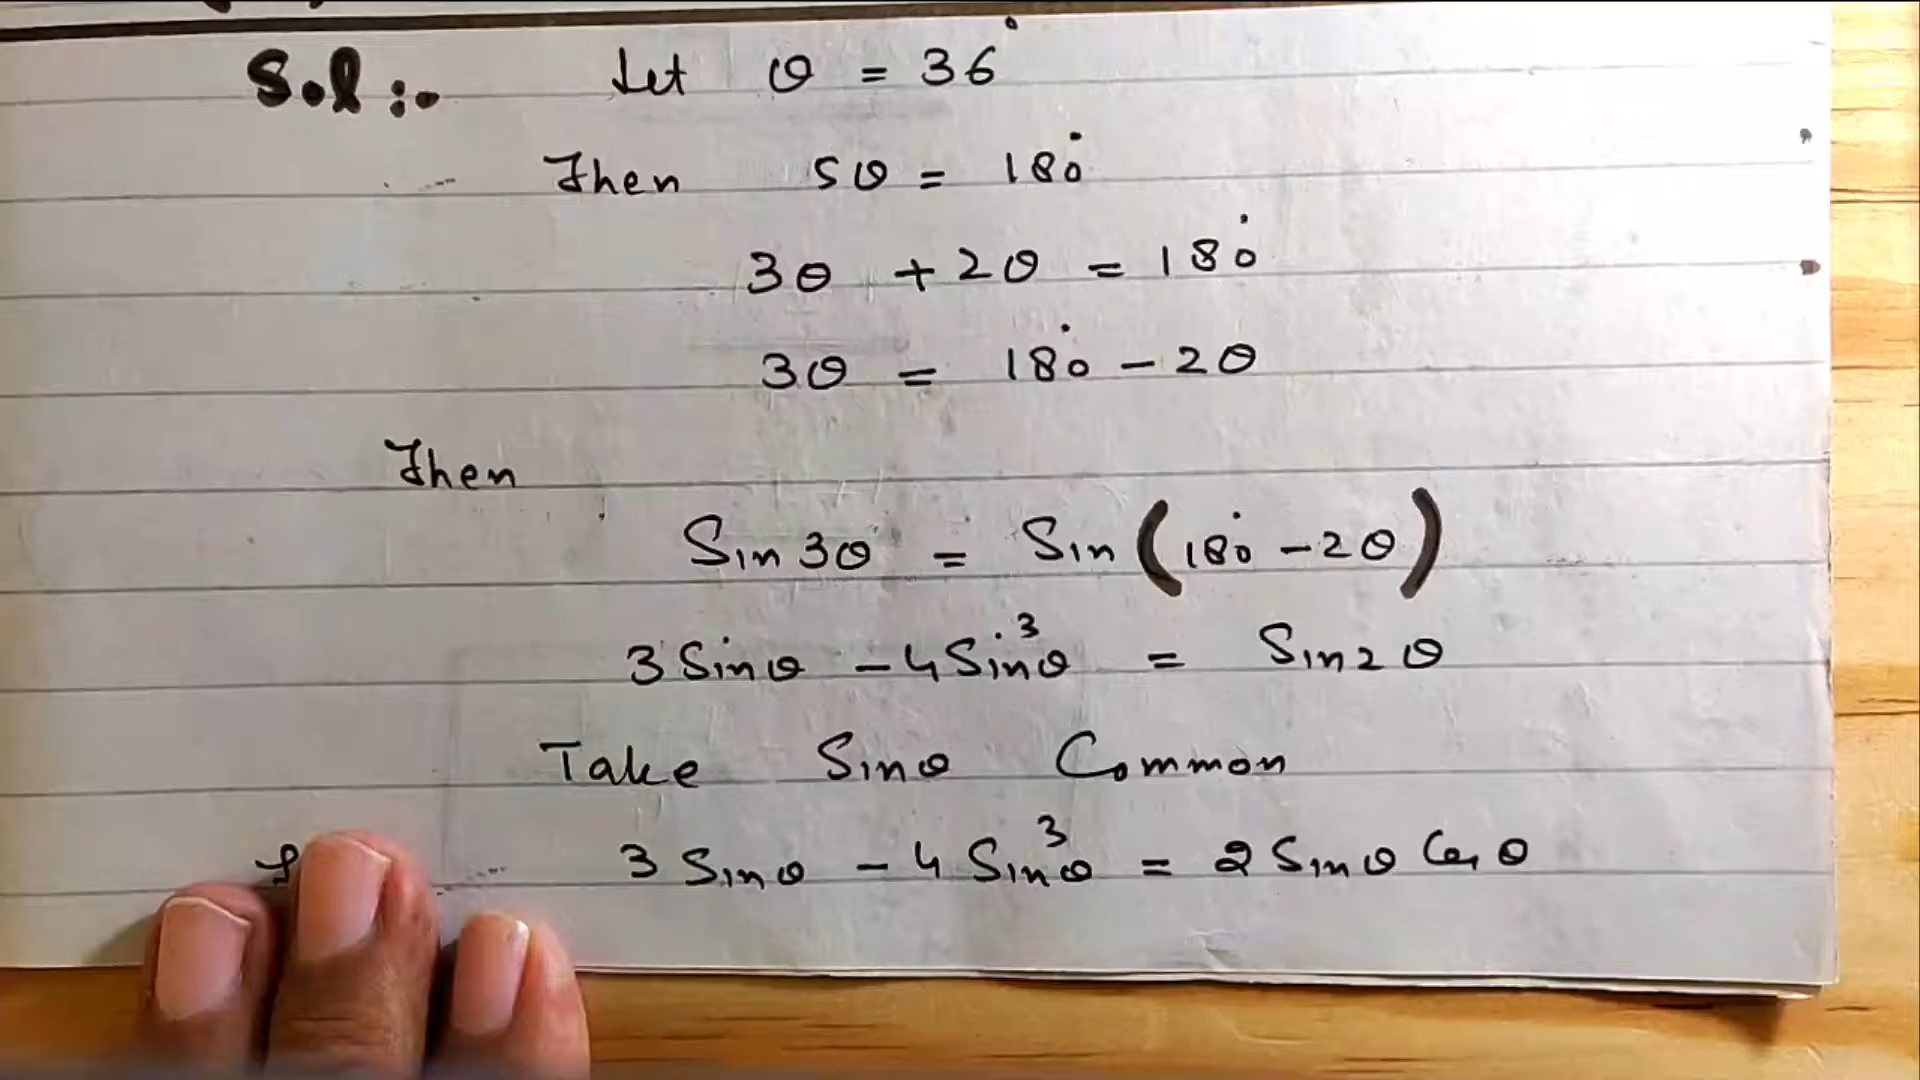 Sol :- Let θ = 36°
Then 5θ = 180°
3θ + 2θ = 180°
3θ = 180° - 2θ
Then
Sin 3θ = Sin (180° - 2θ)
3 Sinθ - 4 Sin³θ = Sin 2θ
Take Sinθ Common
3 Sinθ - 4 Sin³θ = 2 Sinθ Cosθ